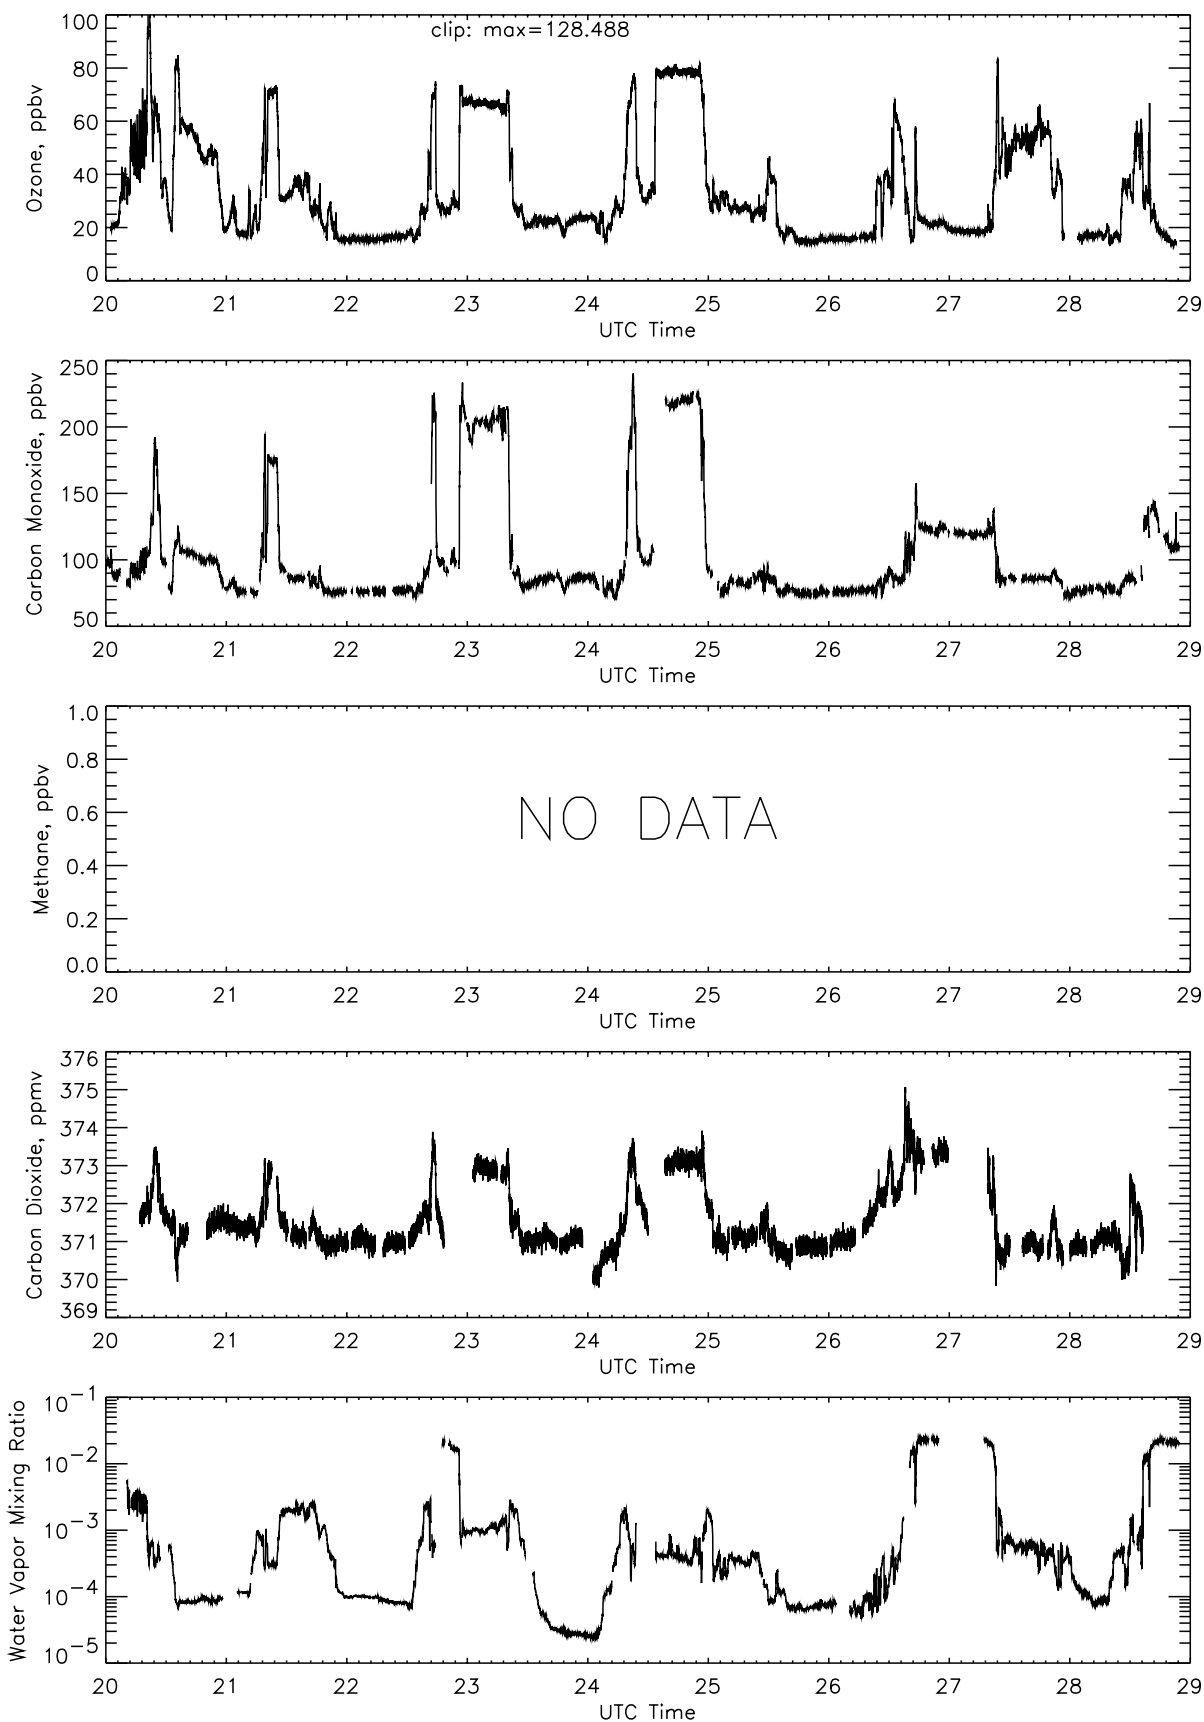 clip: max=128.488
100
80
60
40
20
0
Ozone, ppbv
20 21 22 23 24 25 26 27 28 29
UTC Time
250
200
150
100
50
Carbon Monoxide, ppbv
20 21 22 23 24 25 26 27 28 29
UTC Time
1.0
0.8
0.6
0.4
0.2
0.0
Methane, ppbv
NO DATA
20 21 22 23 24 25 26 27 28 29
UTC Time
376
375
374
373
372
371
370
369
Carbon Dioxide, ppmv
20 21 22 23 24 25 26 27 28 29
UTC Time
10⁻¹
10⁻²
10⁻³
10⁻⁴
10⁻⁵
Water Vapor Mixing Ratio
20 21 22 23 24 25 26 27 28 29
UTC Time